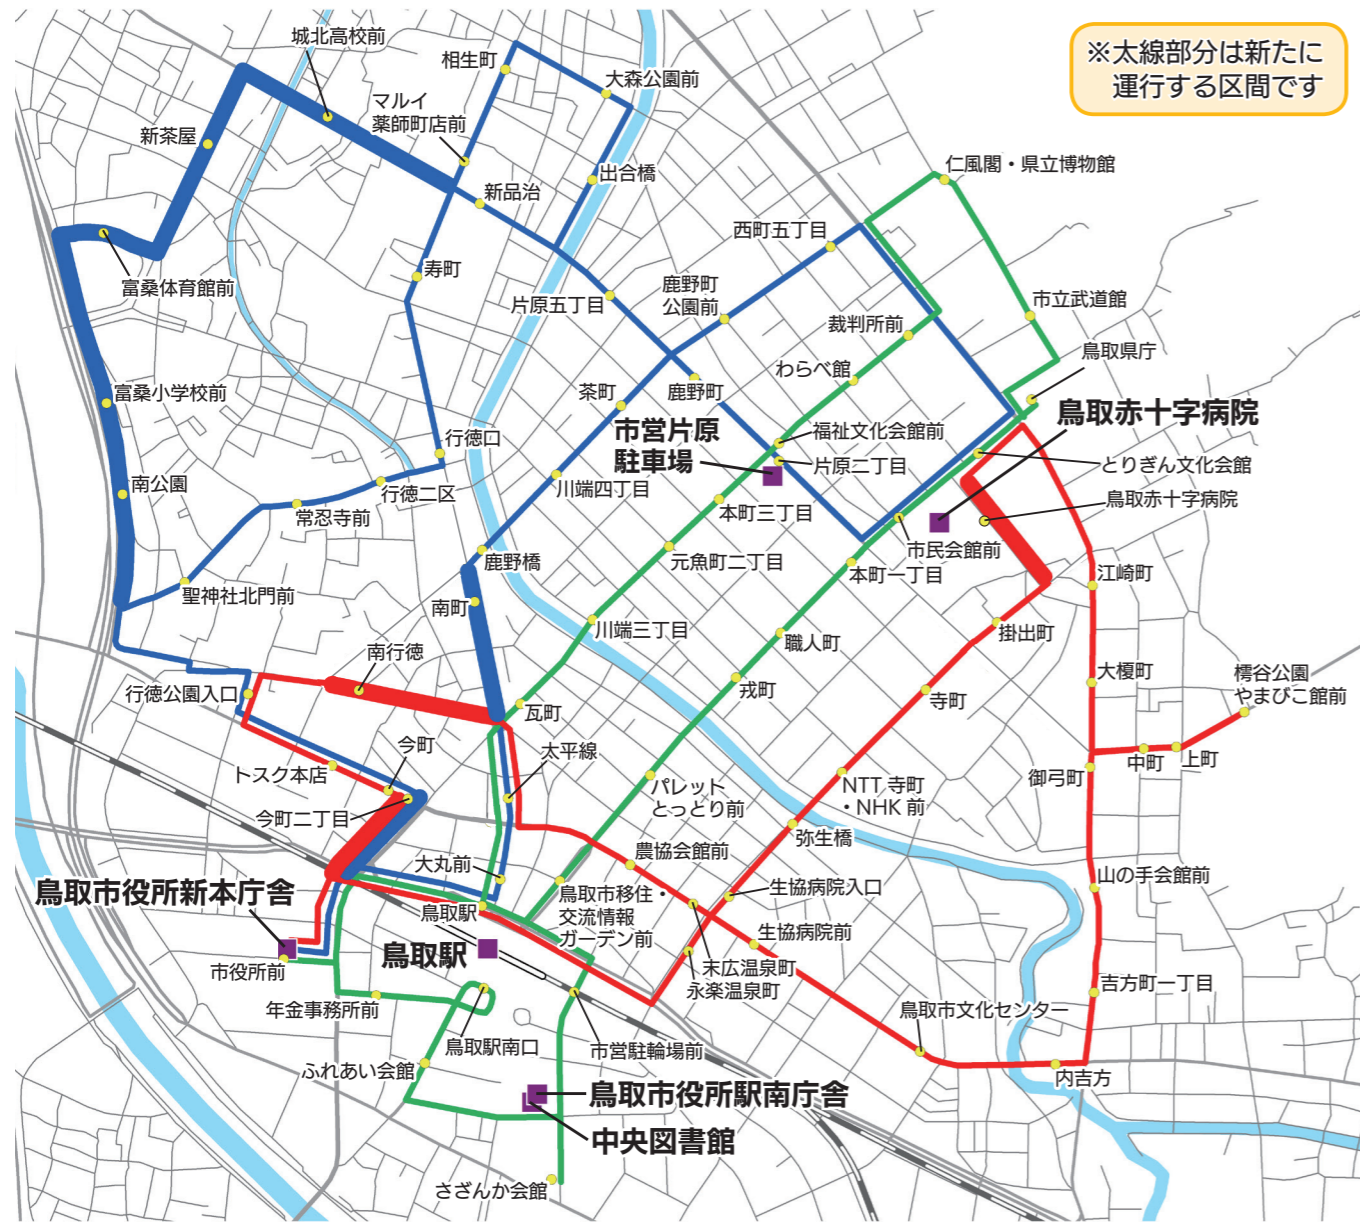 ※太線部分は新たに
運行する区間です
城北高校前
相生町
大森公園前
マルイ
薬師町店前
新茶屋
出合橋
新品治
仁風閣・県立博物館
西町五丁目
寿町
富桑体育館前
片原五丁目
鹿野町
公園前
裁判所前
市立武道館
鳥取県庁
わらべ館
富桑小学校前
茶町
鹿野町
鳥取赤十字病院
市営片原
駐車場
福祉文化会館前
行徳口
片原二丁目
とりぎん文化会館
南公園
行徳二区
川端四丁目
鳥取赤十字病院
常忍寺前
本町三丁目
市民会館前
鹿野橋
元魚町二丁目
本町一丁目
江崎町
聖神社北門前
南町
川端三丁目
掛出町
職人町
南行徳
大榎町
樗谷公園
やまびこ館前
行徳公園入口
戎町
寺町
瓦町
今町
太平線
トスク本店
中町
上町
御弓町
パレット
とっとり前
NTT 寺町
・NHK 前
今町二丁目
弥生橋
農協会館前
大丸前
山の手会館前
鳥取市役所新本庁舎
鳥取市移住・
交流情報
ガーデン前
生協病院入口
鳥取駅
生協病院前
鳥取駅
市役所前
末広温泉町
永楽温泉町
吉方町一丁目
年金事務所前
鳥取市文化センター
鳥取駅南口
市営駐輪場前
ふれあい会館
内吉方
鳥取市役所駅南庁舎
中央図書館
さざんか会館